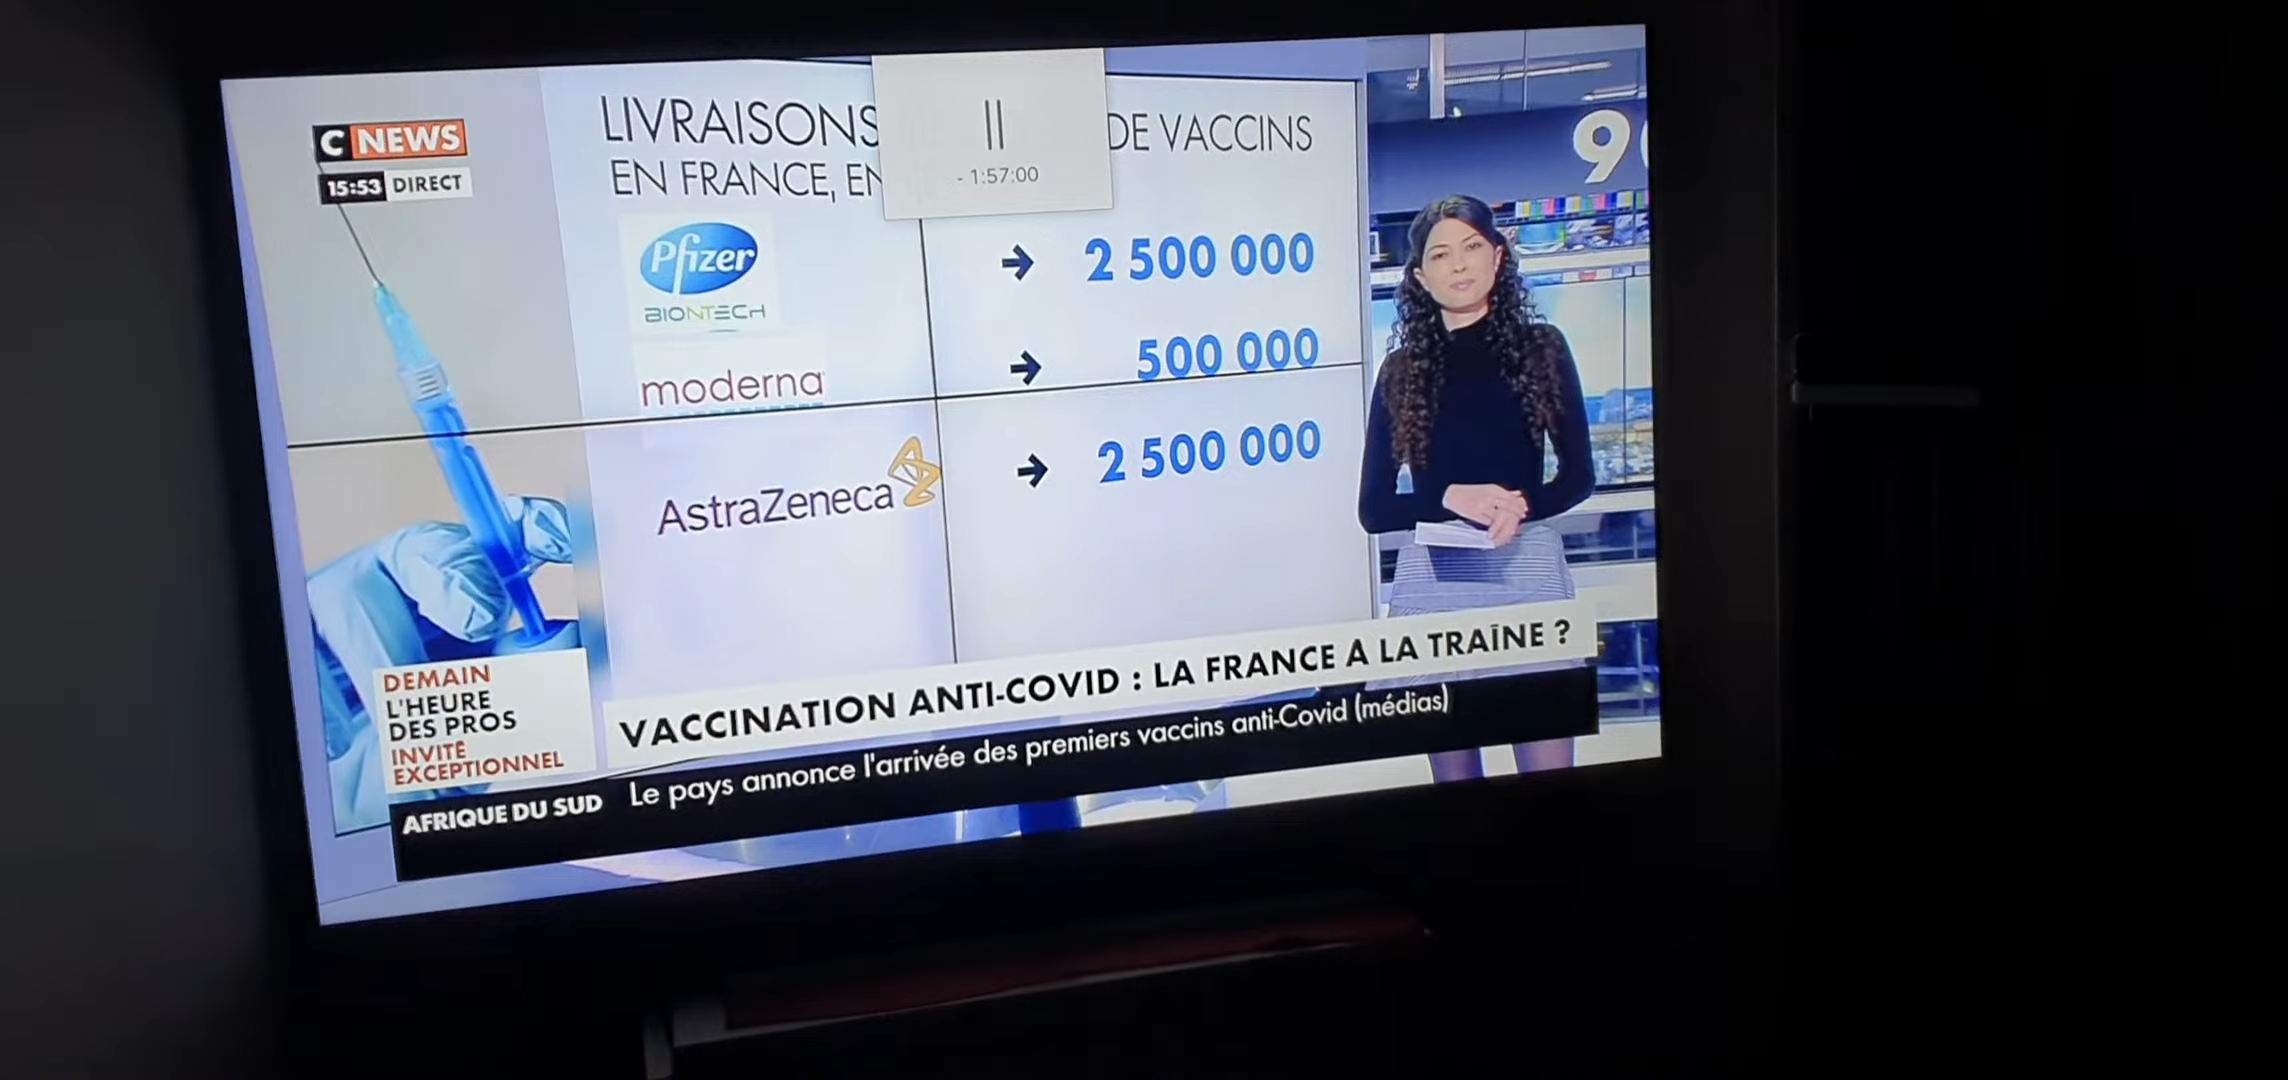 C NEWS
15:53 DIRECT
LIVRAISONS DE VACCINS
EN FRANCE, EN
II
- 1:57:00
Pfizer
BIONTECH
→ 2 500 000
moderna
→ 500 000
AstraZeneca
→ 2 500 000
9
DEMAIN
L'HEURE
DES PROS
INVITÉ
EXCEPTIONNEL
VACCINATION ANTI-COVID : LA FRANCE A LA TRAÎNE ?
AFRIQUE DU SUD Le pays annonce l'arrivée des premiers vaccins anti-Covid (médias)